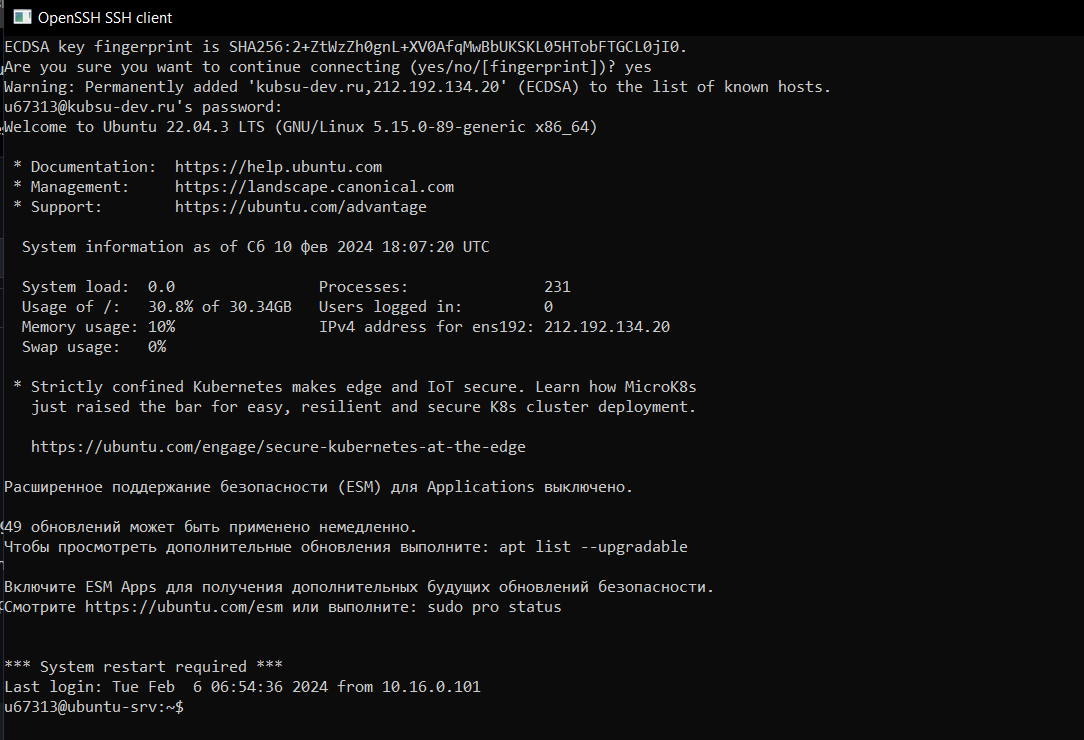 OpenSSH SSH client
ECDSA key fingerprint is SHA256:2+ZtWzZh0gnL+XV0AfqMwBbUKSKL05HTobFTGCL0jI0.
Are you sure you want to continue connecting (yes/no/[fingerprint])? yes
Warning: Permanently added 'kubsu-dev.ru,212.192.134.20' (ECDSA) to the list of known hosts.
u67313@kubsu-dev.ru's password:
Welcome to Ubuntu 22.04.3 LTS (GNU/Linux 5.15.0-89-generic x86_64)
* Documentation:  https://help.ubuntu.com
* Management:     https://landscape.canonical.com
* Support:        https://ubuntu.com/advantage
System information as of Сб 10 фев 2024 18:07:20 UTC
System load:  0.0                Processes:               231
Usage of /:   30.8% of 30.34GB   Users logged in:         0
Memory usage: 10%                IPv4 address for ens192: 212.192.134.20
Swap usage:   0%
* Strictly confined Kubernetes makes edge and IoT secure. Learn how MicroK8s
just raised the bar for easy, resilient and secure K8s cluster deployment.
https://ubuntu.com/engage/secure-kubernetes-at-the-edge
Расширенное поддержание безопасности (ESM) для Applications выключено.
49 обновлений может быть применено немедленно.
Чтобы просмотреть дополнительные обновления выполните: apt list --upgradable
Включите ESM Apps для получения дополнительных будущих обновлений безопасности.
Смотрите https://ubuntu.com/esm или выполните: sudo pro status
*** System restart required ***
Last login: Tue Feb  6 06:54:36 2024 from 10.16.0.101
u67313@ubuntu-srv:~$